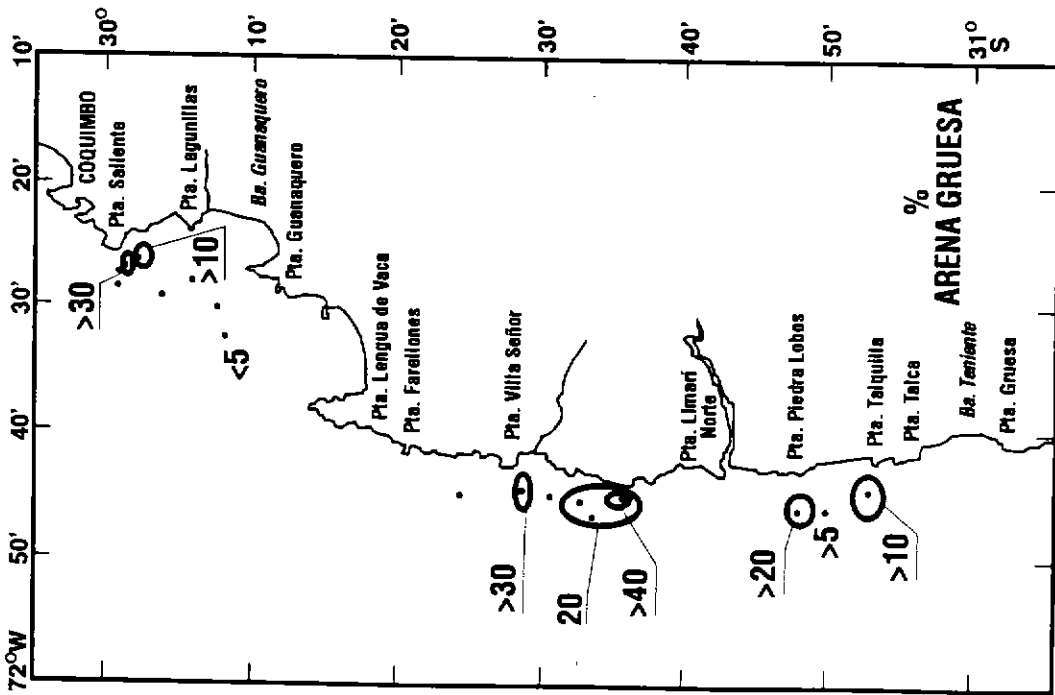 72°W
50'
40'
30'
20'
10'
30°
10'
20'
30'
40'
50'
31°
S
COQUIMBO
Pta. Saliente
Pta. Lagunillas
Ba. Guanaquero
Pta. Guanaquero
Pta. Lengua de Vaca
Pta. Farellones
Pta. Villa Señor
Pta. Limarí
Norte
Pta. Piedra Lobos
Pta. Talquilla
Pta. Talca
Ba. Teniente
Pta. Gruesa
>30
>10
<5
>30
20
>40
>20
>5
>10
%
ARENA GRUESA